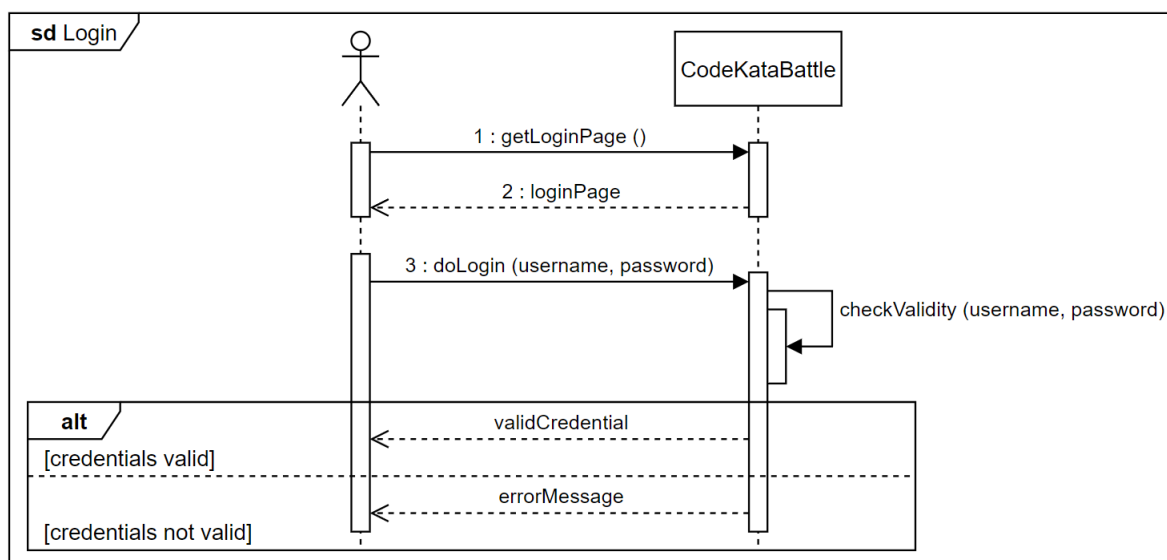 sd Login
CodeKataBattle
1 : getLoginPage ()
2 : loginPage
3 : doLogin (username, password)
checkValidity (username, password)
alt
validCredential
[credentials valid]
errorMessage
[credentials not valid]